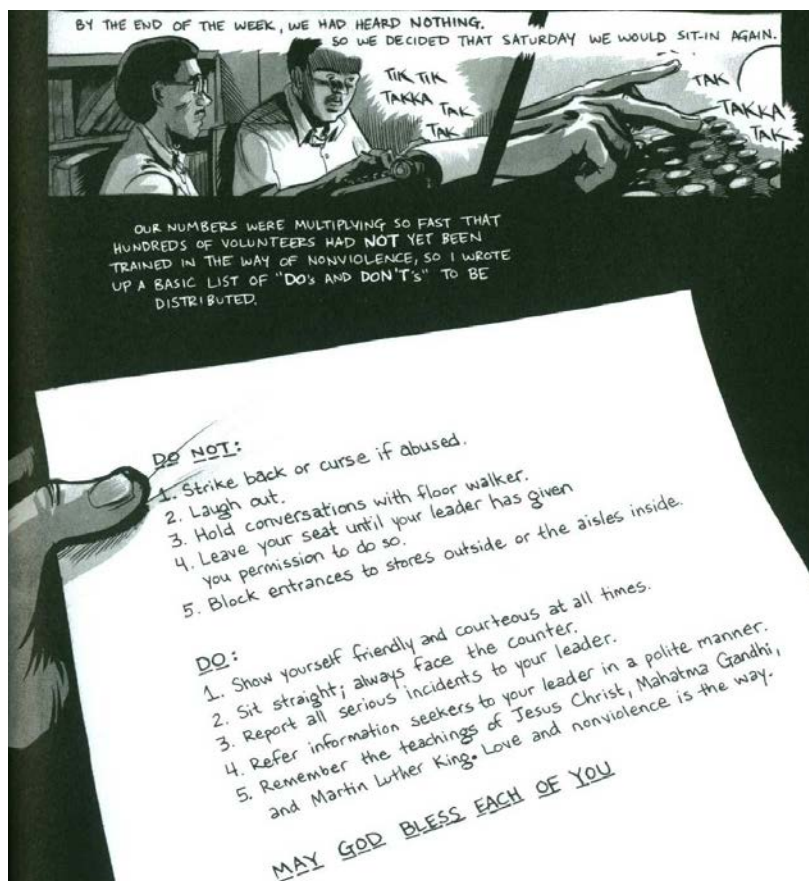 BY THE END OF THE WEEK, WE HAD HEARD NOTHING.
SO WE DECIDED THAT SATURDAY WE WOULD SIT-IN AGAIN.
TIK TIK
TAKKA TAK
TAK
TAK
TAKKA
TAK
OUR NUMBERS WERE MULTIPLYING SO FAST THAT
HUNDREDS OF VOLUNTEERS HAD NOT YET BEEN
TRAINED IN THE WAY OF NONVIOLENCE, SO I WROTE
UP A BASIC LIST OF "DO's AND DON'T's" TO BE
DISTRIBUTED.
DO NOT:
1. Strike back or curse if abused.
2. Laugh out.
3. Hold conversations with floor walker.
4. Leave your seat until your leader has given
you permission to do so.
5. Block entrances to stores outside or the aisles inside.
DO:
1. Show yourself friendly and courteous at all times.
2. Sit straight; always face the counter.
3. Report all serious incidents to your leader.
4. Refer information seekers to your leader in a polite manner.
5. Remember the teachings of Jesus Christ, Mahatma Gandhi,
and Martin Luther King. Love and nonviolence is the way.
MAY GOD BLESS EACH OF YOU